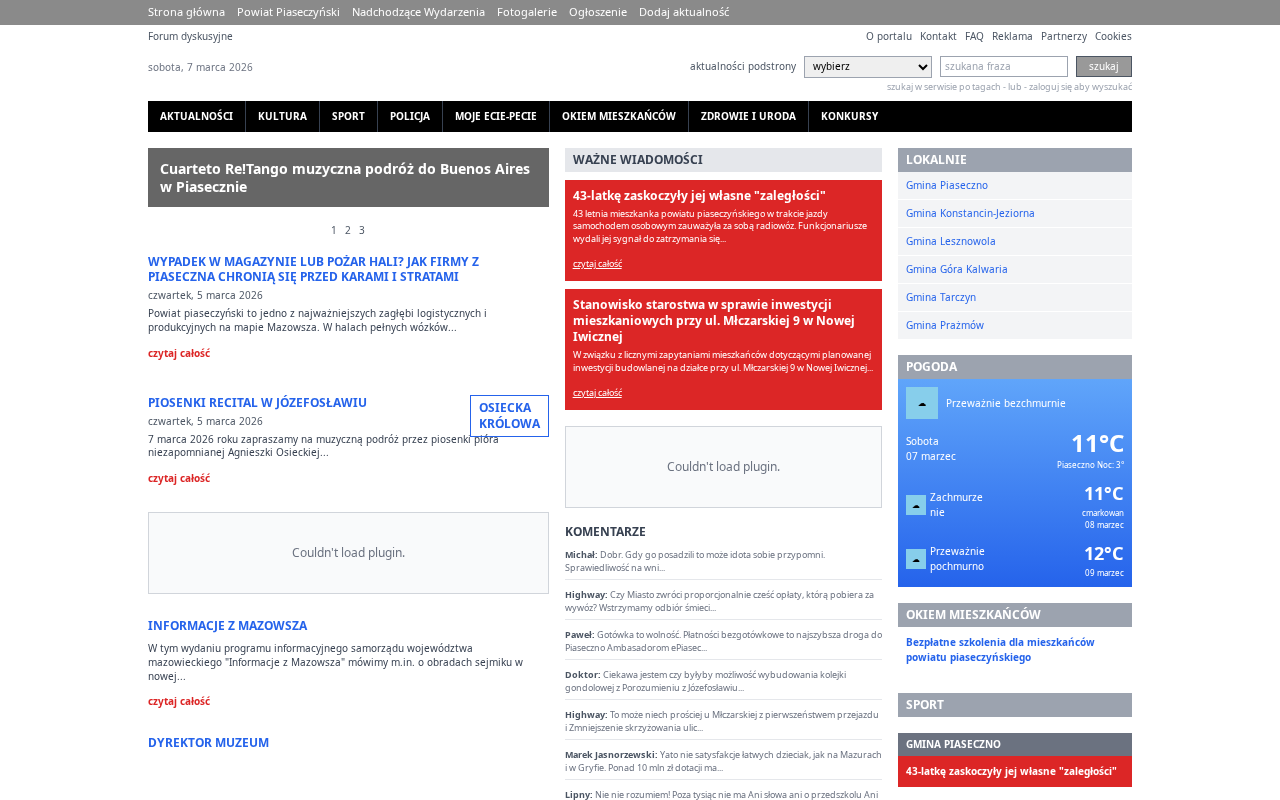 Strona główna Powiat Piaseczyński Nadchodzące Wydarzenia Fotogalerie Ogłoszenie Dodaj aktualność
Forum dyskusyjne
O portalu Kontakt FAQ Reklama Partnerzy Cookies
sobota, 7 marca 2026
aktualności podstrony wybierz szukana fraza szukaj
szukaj w serwisie po tagach - lub - zaloguj się aby wyszukać
AKTUALNOŚCI KULTURA SPORT POLICJA MOJE ECIE-PECIE OKIEM MIESZKAŃCÓW ZDROWIE I URODA KONKURSY
Cuarteto Re!Tango muzyczna podróż do Buenos Aires
w Piasecznie
1 2 3
WYPADEK W MAGAZYNIE LUB POŻAR HALI? JAK FIRMY Z
PIASECZNA CHRONIĄ SIĘ PRZED KARAMI I STRATAMI
czwartek, 5 marca 2026
Powiat piaseczyński to jedno z najważniejszych zagłębi logistycznych i
produkcyjnych na mapie Mazowsza. W halach pełnych wózków...
czytaj całość
PIOSENKI RECITAL W JÓZEFOSŁAWIU
czwartek, 5 marca 2026
OSIECKA
KRÓLOWA
7 marca 2026 roku zapraszamy na muzyczną podróż przez piosenki pióra
niezapomnianej Agnieszki Osieckiej...
czytaj całość
Couldn't load plugin.
INFORMACJE Z MAZOWSZA
W tym wydaniu programu informacyjnego samorządu województwa
mazowieckiego "Informacje z Mazowsza" mówimy m.in. o obradach sejmiku w
nowej...
czytaj całość
DYREKTOR MUZEUM
WAŻNE WIADOMOŚCI
43-latkę zaskoczyły jej własne "zaległości"
43 letnia mieszkanka powiatu piaseczyńskiego w trakcie jazdy
samochodem osobowym zauważyła za sobą radiowóz. Funkcjonariusze
wydali jej sygnał do zatrzymania się...
czytaj całość
Stanowisko starostwa w sprawie inwestycji
mieszkaniowych przy ul. Młczarskiej 9 w Nowej
Iwicznej
W związku z licznymi zapytaniami mieszkańców dotyczącymi planowanej
inwestycji budowlanej na działce przy ul. Młczarskiej 9 w Nowej Iwicznej...
czytaj całość
Couldn't load plugin.
KOMENTARZE
Michał: Dobr. Gdy go posadzili to może idota sobie przypomni.
Sprawiedliwość na wni...
Highway: Czy Miasto zwróci proporcjonalnie cześć opłaty, którą pobiera za
wywóz? Wstrzymamy odbiór śmieci...
Paweł: Gotówka to wolność. Płatności bezgotówkowe to najszybsza droga do
Piaseczno Ambasadorom ePiasec...
Doktor: Ciekawa jestem czy byłyby możliwość wybudowania kolejki
gondolowej z Porozumieniu z Józefosławiu...
Highway: To może niech prościej u Młczarskiej z pierwszeństwem przejazdu
i Zmniejszenie skrzyżowania ulic...
Marek Jasnorzewski: Yato nie satysfakcje łatwych dzieciak, jak na Mazurach
i w Gryfie. Ponad 10 mln zł dotacji ma...
Lipny: Nie nie rozumiem! Poza tysiąc nie ma Ani słowa ani o przedszkolu Ani
LOKALNIE
Gmina Piaseczno
Gmina Konstancin-Jeziorna
Gmina Lesznowola
Gmina Góra Kalwaria
Gmina Tarczyn
Gmina Prażmów
POGODA
Przeważnie bezchmurnie
Sobota
07 marzec
11°C
Piaseczno Noc: 3°
Zachmurze
nie
11°C
cmarkowan
08 marzec
Przeważnie
pochmurno
12°C
09 marzec
OKIEM MIESZKAŃCÓW
Bezpłatne szkolenia dla mieszkańców
powiatu piaseczyńskiego
SPORT
GMINA PIASECZNO
43-latkę zaskoczyły jej własne "zaległości"